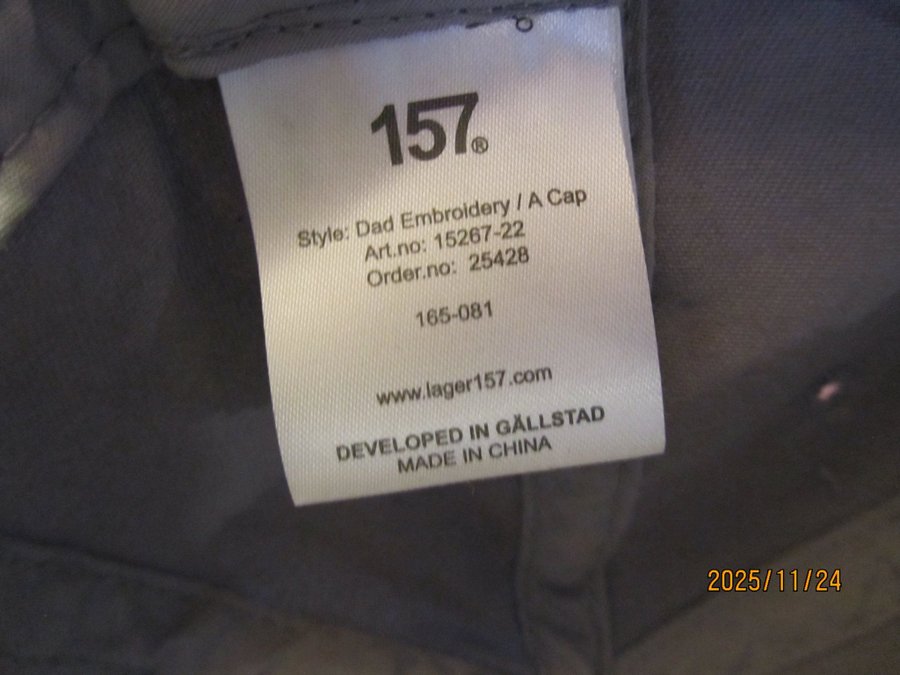 157®
Style: Dad Embroidery / A Cap
Art.no: 15267-22
Order.no: 25428
165-081
www.lager157.com
DEVELOPED IN GÄLLSTAD
MADE IN CHINA
2025/11/24